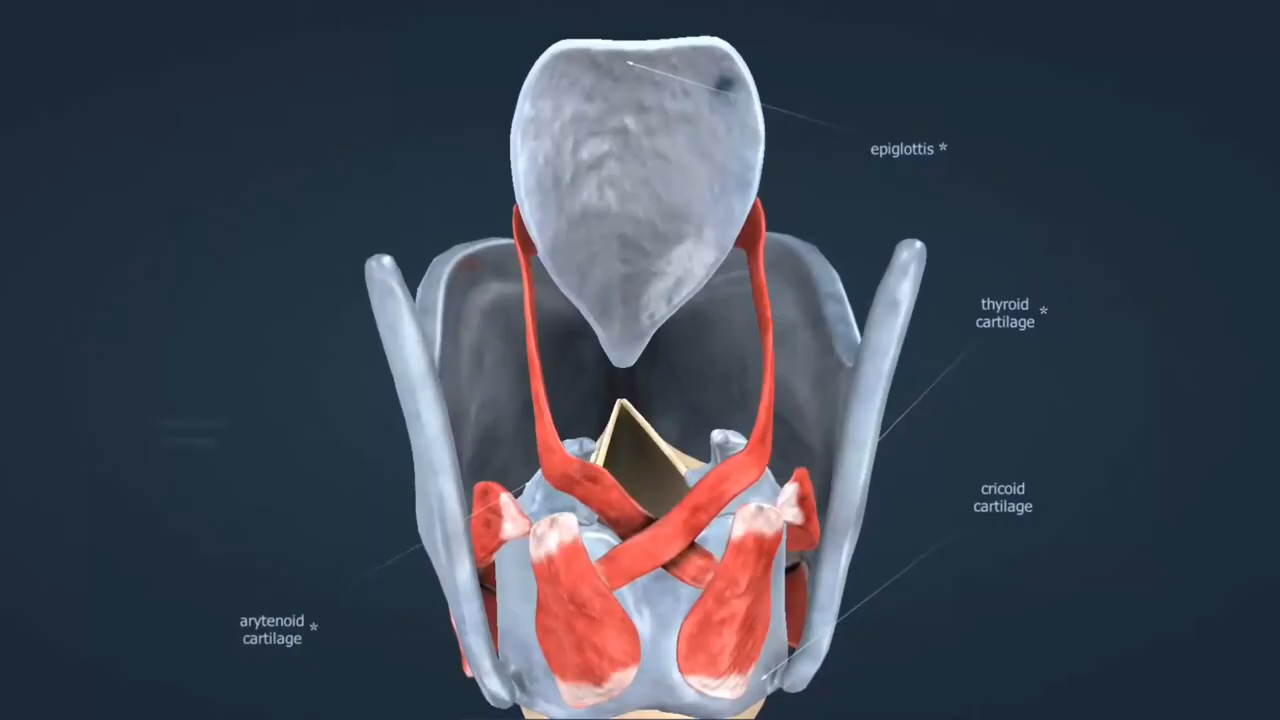 epiglottis *
thyroid
cartilage *
cricoid
cartilage
arytenoid
cartilage *